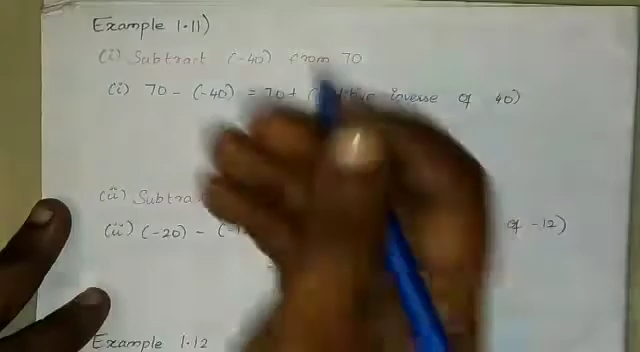 Example 1.11)
(i) Subtract (-40) from 70
(i) 70 - (-40) = 70 + inverse of 40)
(ii) Subtra
(ii) (-20) - (-1 of -12)
Example 1.12